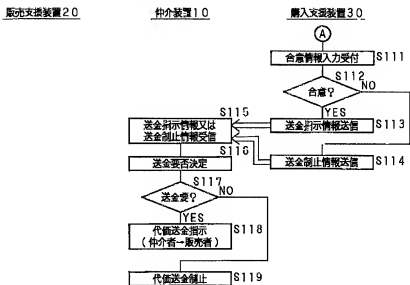 販売支援装置20 仲介装置10 購入支援装置30
A
合意情報入力受付 S111
S112
合意? NO
YES
送金指示情報送信 S113
S115
送金指示情報又は
送金制止情報受信
送金制止情報送信 S114
S116
送金要否決定
S117
送金要? NO
YES
代価送金指示
(仲介者→販売者) S118
代価送金制止 S119